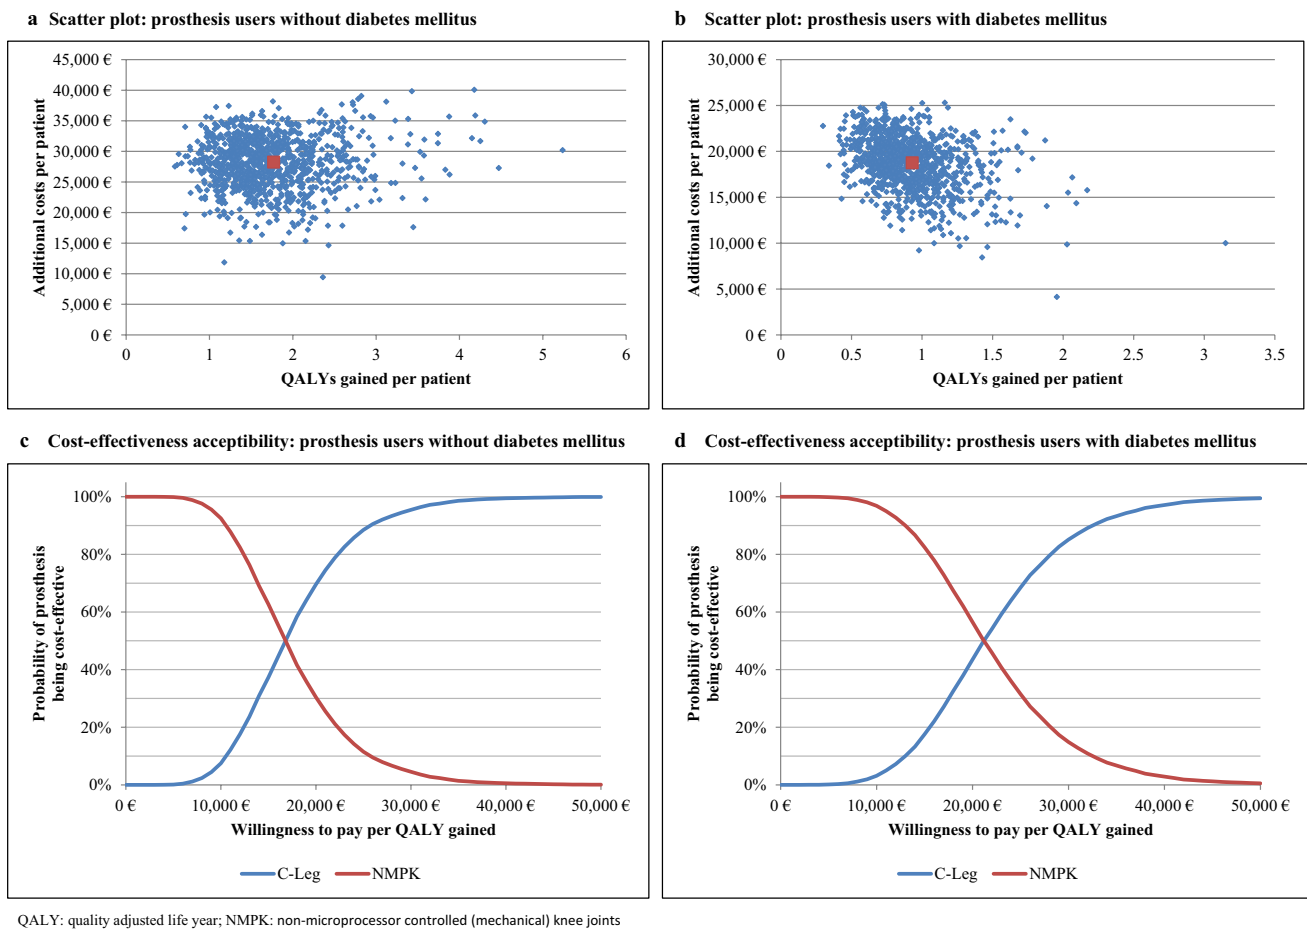 a Scatter plot: prosthesis users without diabetes mellitus
45,000 €
40,000 €
35,000 €
30,000 €
25,000 €
20,000 €
15,000 €
10,000 €
5,000 €
0 €
Additional costs per patient
0 1 2 3 4 5 6
QALYs gained per patient
b Scatter plot: prosthesis users with diabetes mellitus
30,000 €
25,000 €
20,000 €
15,000 €
10,000 €
5,000 €
0 €
Additional costs per patient
0 0.5 1 1.5 2 2.5 3 3.5
QALYs gained per patient
c Cost-effectiveness acceptibility: prosthesis users without diabetes mellitus
100%
80%
60%
40%
20%
0%
Probability of prosthesis
being cost-effective
0 € 10,000 € 20,000 € 30,000 € 40,000 € 50,000 €
Willingness to pay per QALY gained
C-Leg NMPK
d Cost-effectiveness acceptibility: prosthesis users with diabetes mellitus
100%
80%
60%
40%
20%
0%
Probability of prosthesis
being cost-effective
0 € 10,000 € 20,000 € 30,000 € 40,000 € 50,000 €
Willingness to pay per QALY gained
C-Leg NMPK
QALY: quality adjusted life year; NMPK: non-microprocessor controlled (mechanical) knee joints